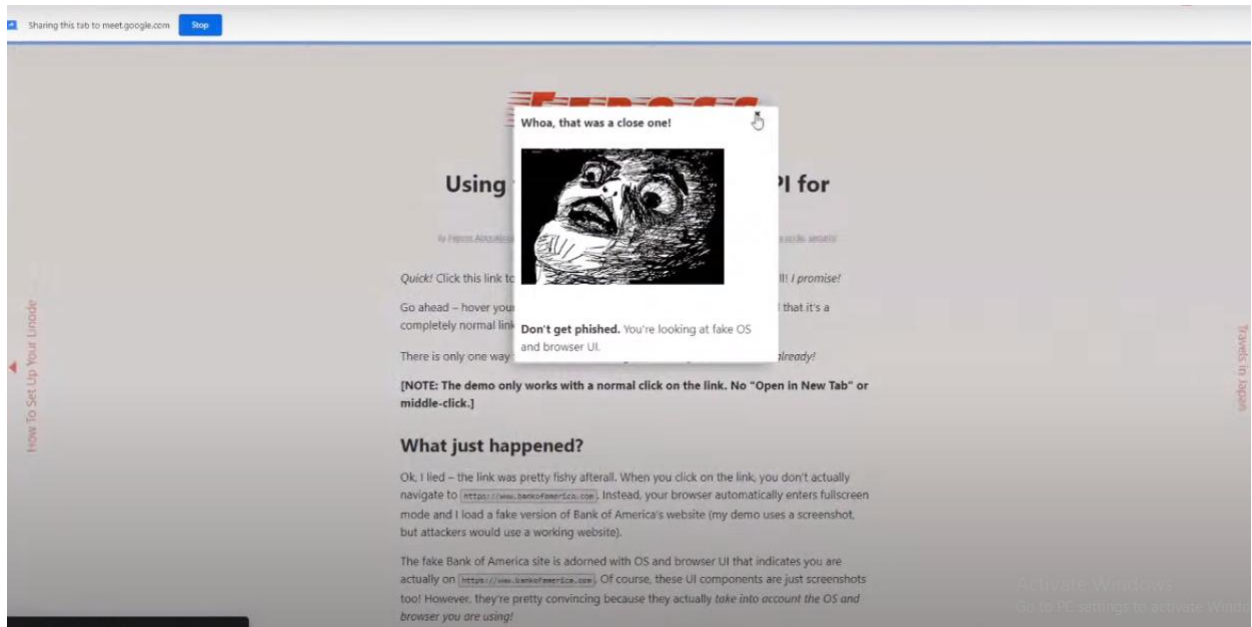 Sharing this tab to meet.google.com
Stop
Whoa, that was a close one!
Using
PI for
Quick! Click this link to
I promise!
Go ahead – hover your
that it's a
completely normal link
Don't get phished. You're looking at fake OS
and browser UI.
There is only one way
already!
[NOTE: The demo only works with a normal click on the link. No "Open in New Tab" or
middle-click.]
What just happened?
Ok, I lied – the link was pretty fishy afterall. When you click on the link, you don't actually
navigate to https://www.bankofamerica.com. Instead, your browser automatically enters fullscreen
mode and I load a fake version of Bank of America's website (my demo uses a screenshot,
but attackers would use a working website).
The fake Bank of America site is adorned with OS and browser UI that indicates you are
actually on https://www.bankofamerica.com. Of course, these UI components are just screenshots
too! However, they're pretty convincing because they actually take into account the OS and
browser you are using!
How To Set Up Your Linode
Travels in Japan
Activate Windows
Go to PC settings to activate Windo